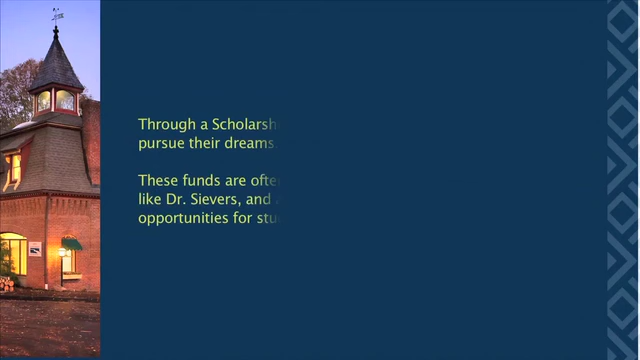 Through a Scholarsh
pursue their dreams
These funds are ofte
like Dr. Sievers, and
opportunities for stu